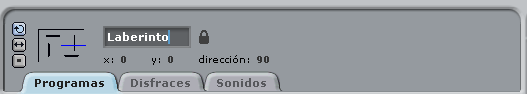 Laberinto
x: 0 y: 0 dirección: 90
Programas Disfraces Sonidos